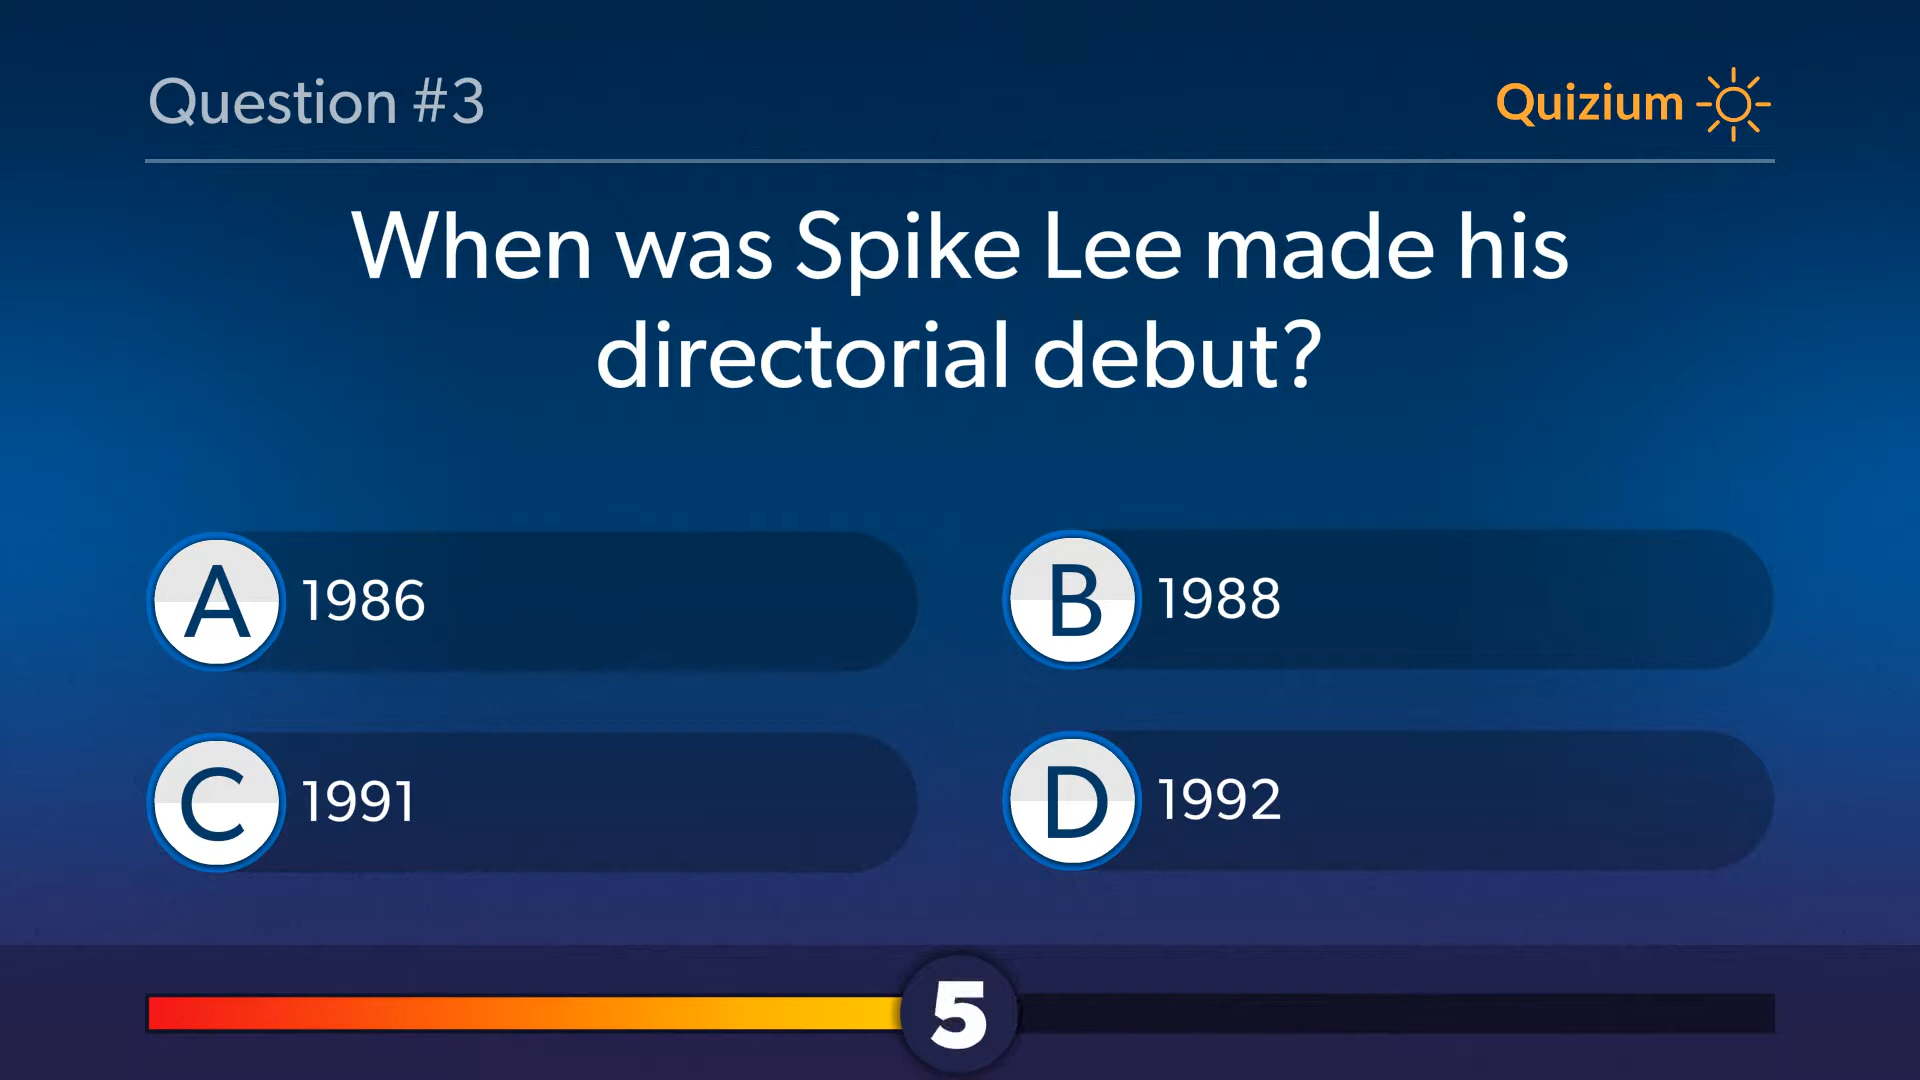 Question #3
Quizium
When was Spike Lee made his
directorial debut?
A 1986
B 1988
C 1991
D 1992
5